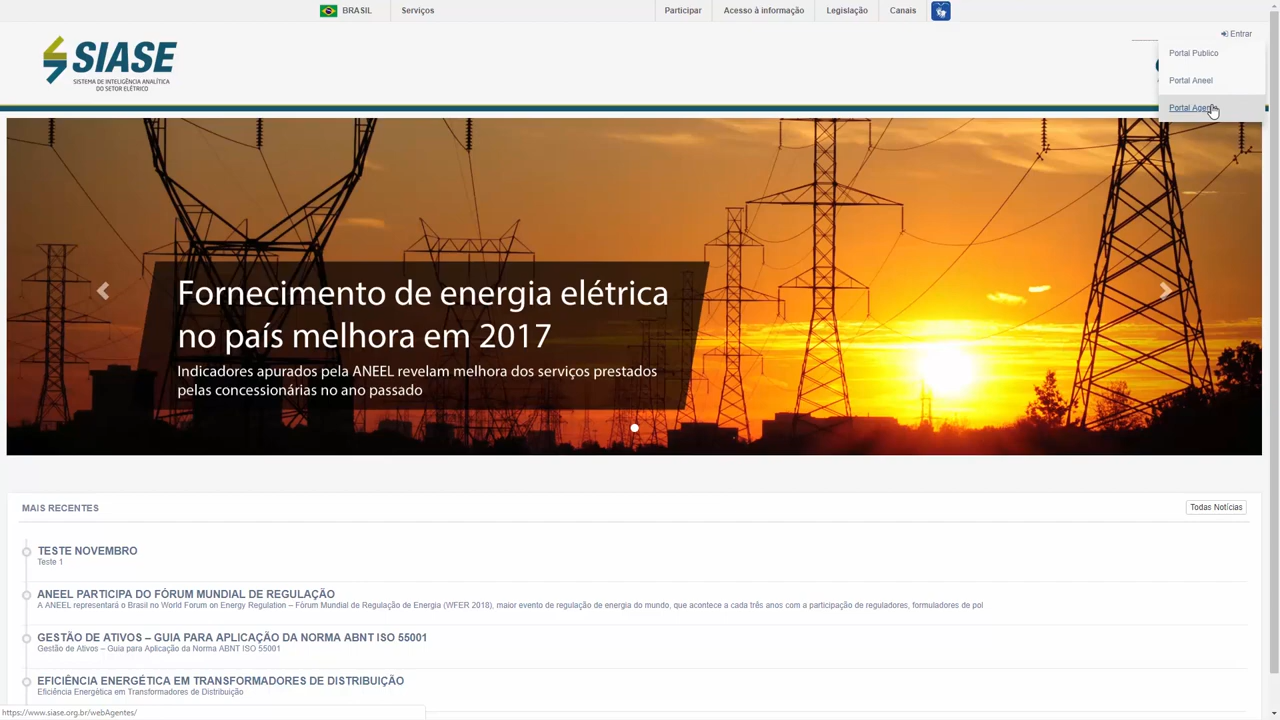 BRASIL
Serviços
Participar
Acesso à informação
Legislação
Canais
Entrar
SIASE
SISTEMA DE INTELIGÊNCIA ANALÍTICA
DO SETOR ELÉTRICO
Portal Publico
Portal Aneel
Portal
Fornecimento de energia elétrica
no país melhora em 2017
Indicadores apurados pela ANEEL revelam melhora dos serviços prestados
pelas concessionárias no ano passado
MAIS RECENTES
Todas Notícias
TESTE NOVEMBRO
Teste 1
ANEEL PARTICIPA DO FÓRUM MUNDIAL DE REGULAÇÃO
A ANEEL representará o Brasil no World Forum on Energy Regulation – Fórum Mundial de Regulação de Energia (WFER 2018), maior evento de regulação de energia do mundo, que acontece a cada três anos com a participação de reguladores, formuladores de pol
GESTÃO DE ATIVOS – GUIA PARA APLICAÇÃO DA NORMA ABNT ISO 55001
Gestão de Ativos – Guia para Aplicação da Norma ABNT ISO 55001
EFICIÊNCIA ENERGÉTICA EM TRANSFORMADORES DE DISTRIBUIÇÃO
Eficiência Energética em Transformadores de Distribuição
https://www.siase.org.br/webAgentes/